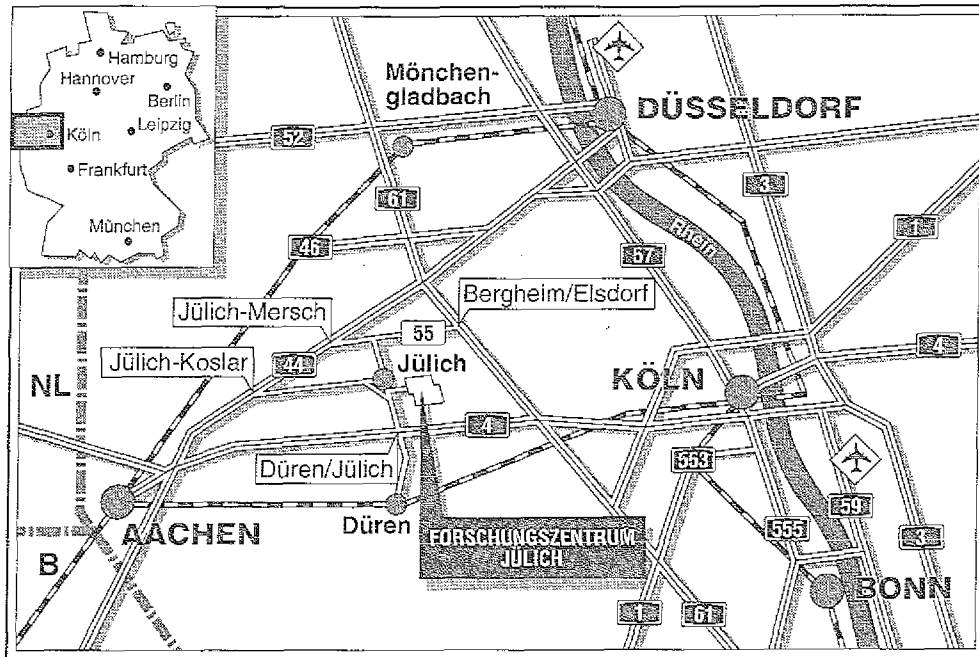 Hamburg
Hannover
Berlin
Köln
Leipzig
Frankfurt
München
Mönchen-
gladbach
DÜSSELDORF
52
61
3
1
46
Rhein
57
Bergheim/Elsdorf
Jülich-Mersch
55
4
Jülich-Koslar
44
Jülich
KÖLN
NL
4
553
Düren/Jülich
59
AACHEN
Düren
555
3
FORSCHUNGSZENTRUM
JÜLICH
B
BONN
1
61